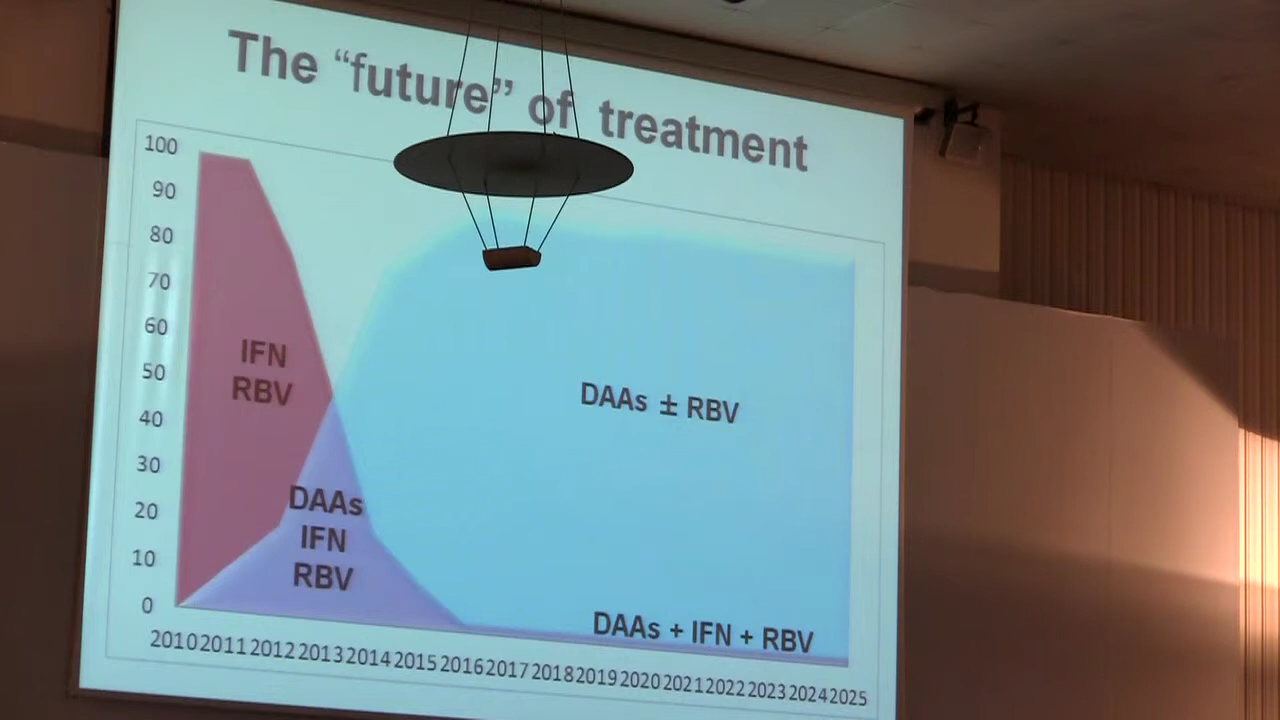 The “future” of treatment
100
90
80
70
60
50
40
30
20
10
0
IFN
RBV
DAAs
IFN
RBV
DAAs ± RBV
DAAs + IFN + RBV
2010 2011 2012 2013 2014 2015 2016 2017 2018 2019 2020 2021 2022 2023 2024 2025